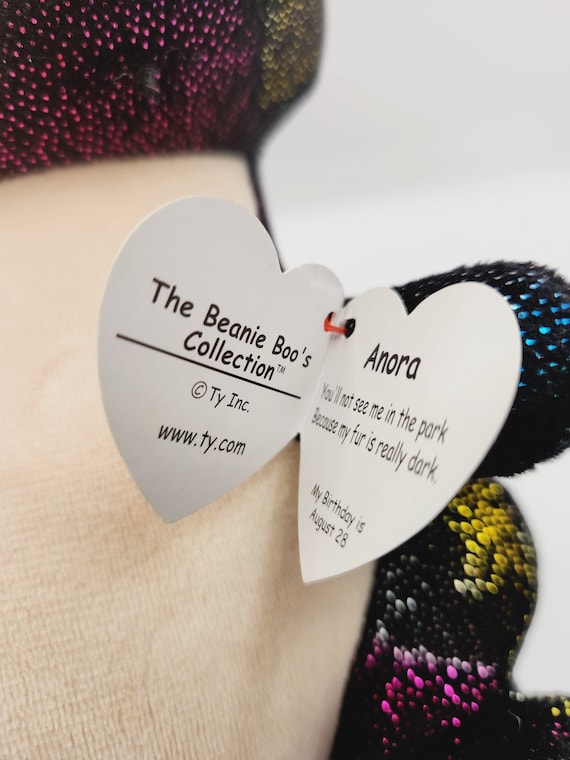 The Beanie Boo's
Collection™
© Ty Inc.
www.ty.com
Anora
You'll not see me in the park
Because my fur is really dark.
My Birthday is
August 28